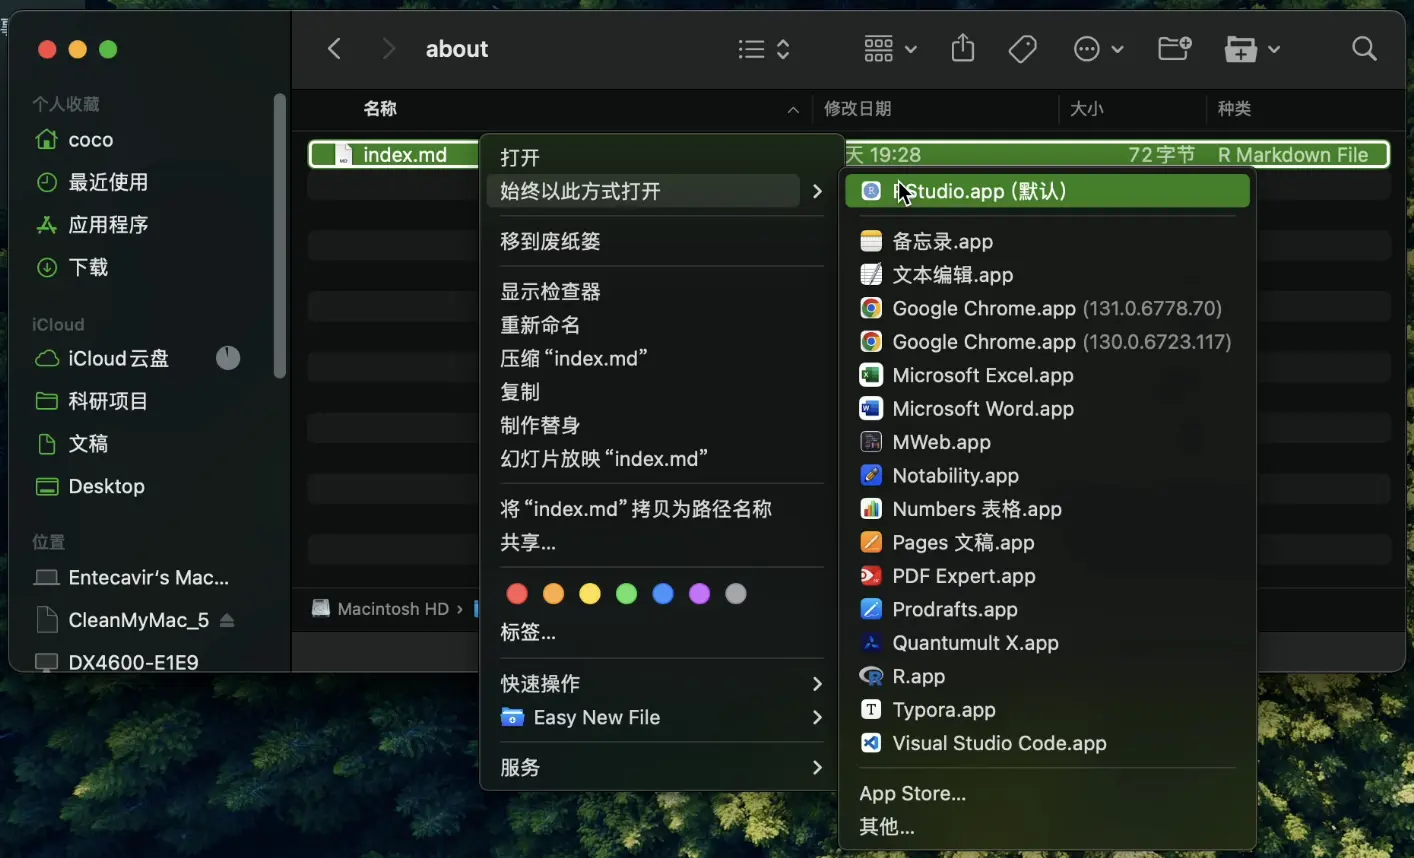 about
个人收藏
coco
最近使用
应用程序
下载
iCloud
iCloud云盘
科研项目
文稿
Desktop
位置
Entecavir's Mac...
CleanMyMac_5
DX4600-E1E9
名称
修改日期
大小
种类
index.md
天 19:28
72字节
R Markdown File
Macintosh HD ›
打开
始终以此方式打开
移到废纸篓
显示检查器
重新命名
压缩“index.md”
复制
制作替身
幻灯片放映“index.md”
将“index.md”拷贝为路径名称
共享...
标签...
快速操作
Easy New File
服务
RStudio.app (默认)
备忘录.app
文本编辑.app
Google Chrome.app (131.0.6778.70)
Google Chrome.app (130.0.6723.117)
Microsoft Excel.app
Microsoft Word.app
MWeb.app
Notability.app
Numbers 表格.app
Pages 文稿.app
PDF Expert.app
Prodrafts.app
Quantumult X.app
R.app
Typora.app
Visual Studio Code.app
App Store...
其他...